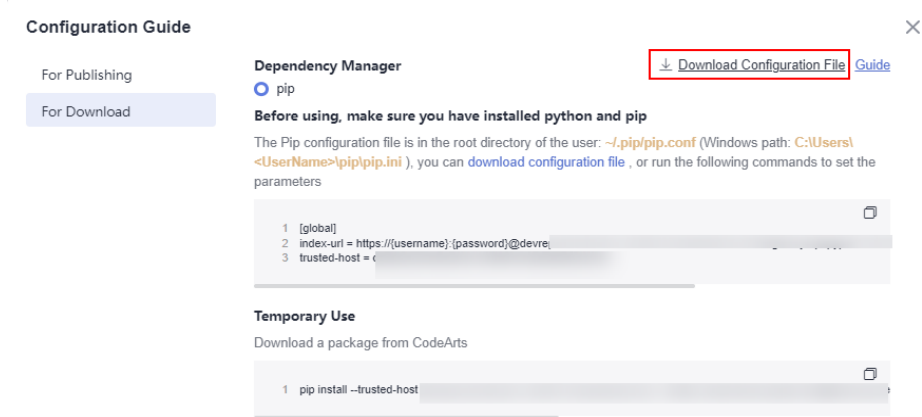 Configuration Guide
For Publishing
For Download
Dependency Manager
Download Configuration File Guide
pip
Before using, make sure you have installed python and pip
The Pip configuration file is in the root directory of the user: ~/.pip/pip.conf (Windows path: C:\Users\
<UserName>\pip\pip.ini ), you can download configuration file , or run the following commands to set the
parameters
1 [global]
2 index-url = https://{username}:{password}@devre
3 trusted-host =
Temporary Use
Download a package from CodeArts
1 pip install --trusted-host